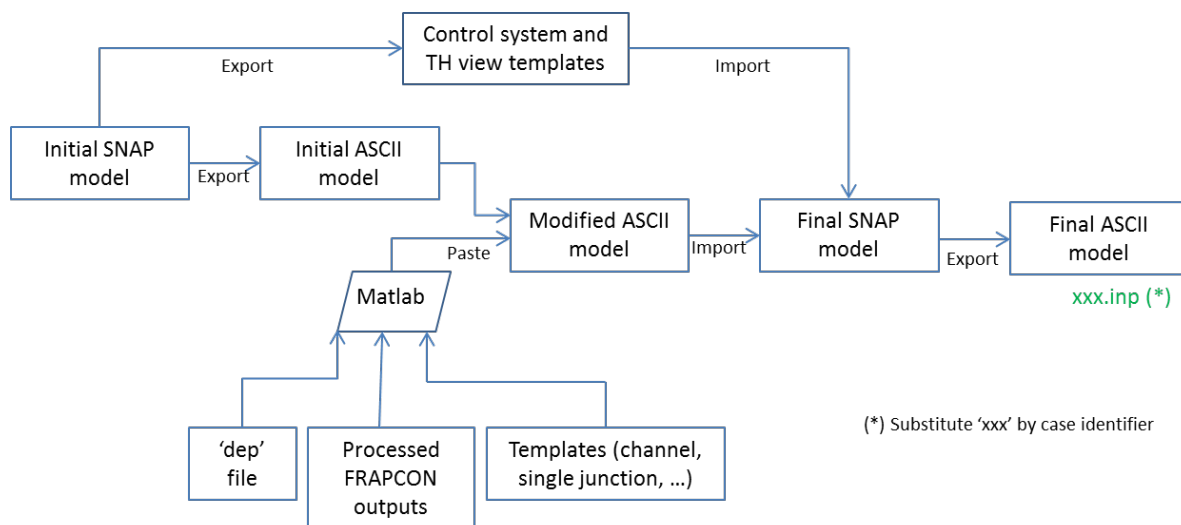 Control system and
TH view templates
Export
Import
Initial SNAP
model
Export
Initial ASCII
model
Modified ASCII
model
Import
Final SNAP
model
Export
Final ASCII
model
xxx.inp (*)
Paste
Matlab
‘dep’
file
Processed
FRAPCON
outputs
Templates (channel,
single junction, …)
(*) Substitute ‘xxx’ by case identifier